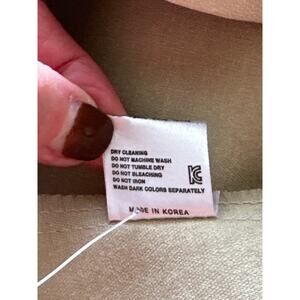 DRY CLEANING
DO NOT MACHINE WASH
DO NOT TUMBLE DRY
DO NOT BLEACHING
DO NOT IRON
WASH DARK COLORS SEPARATELY
MADE IN KOREA